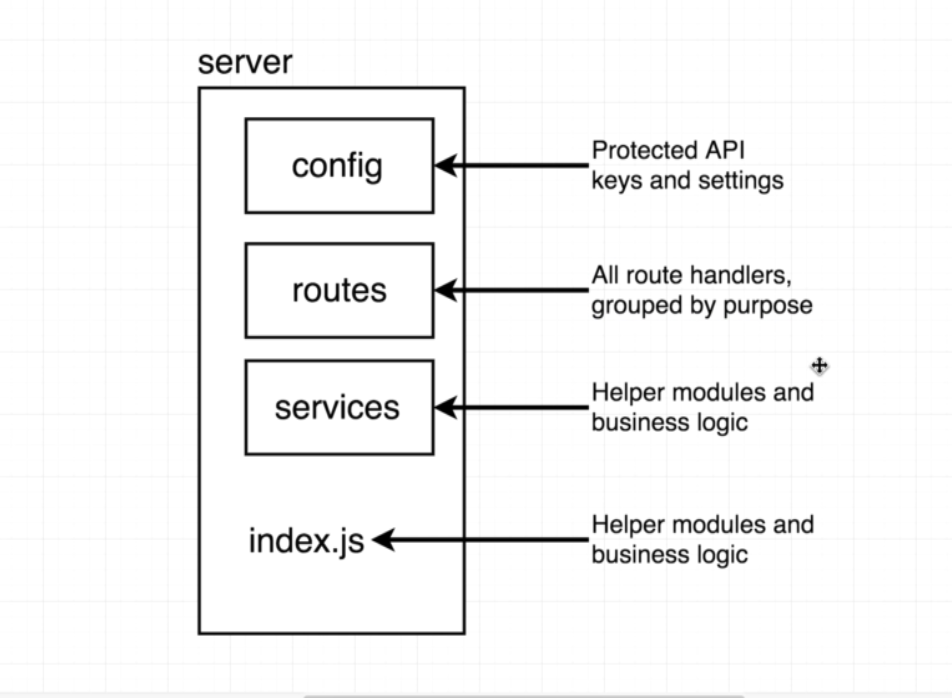 server
config
Protected API
keys and settings
routes
All route handlers,
grouped by purpose
services
Helper modules and
business logic
index.js
Helper modules and
business logic